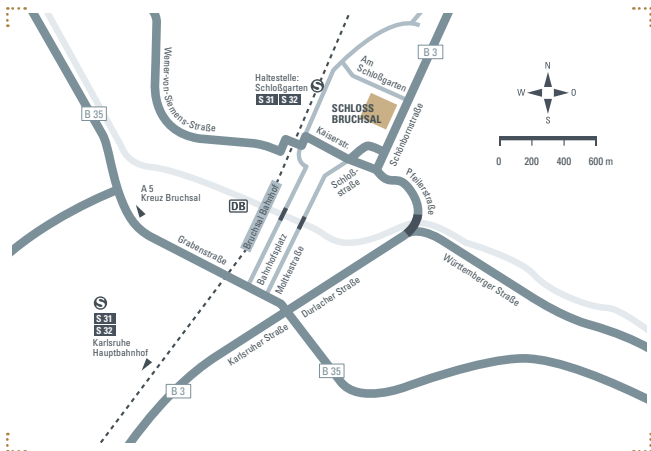 Werner-von-Siemens-Straße
Haltestelle:
Schloßgarten
S
S 31 S 32
Am
Schloßgarten
B 3
N
W O
S
0 200 400 600 m
SCHLOSS
BRUCHSAL
Kaiserstr.
Schönbornstraße
B 35
A 5
Kreuz Bruchsal
DB
Bruchsal Bahnhof
Schloß-
straße
Pfeilerstraße
Grabenstraße
Bahnhofsplatz
Moltkestraße
Durlacher Straße
Württemberger Straße
S
S 31
S 32
Karlsruhe
Hauptbahnhof
Karlsruher Straße
B 35
B 3